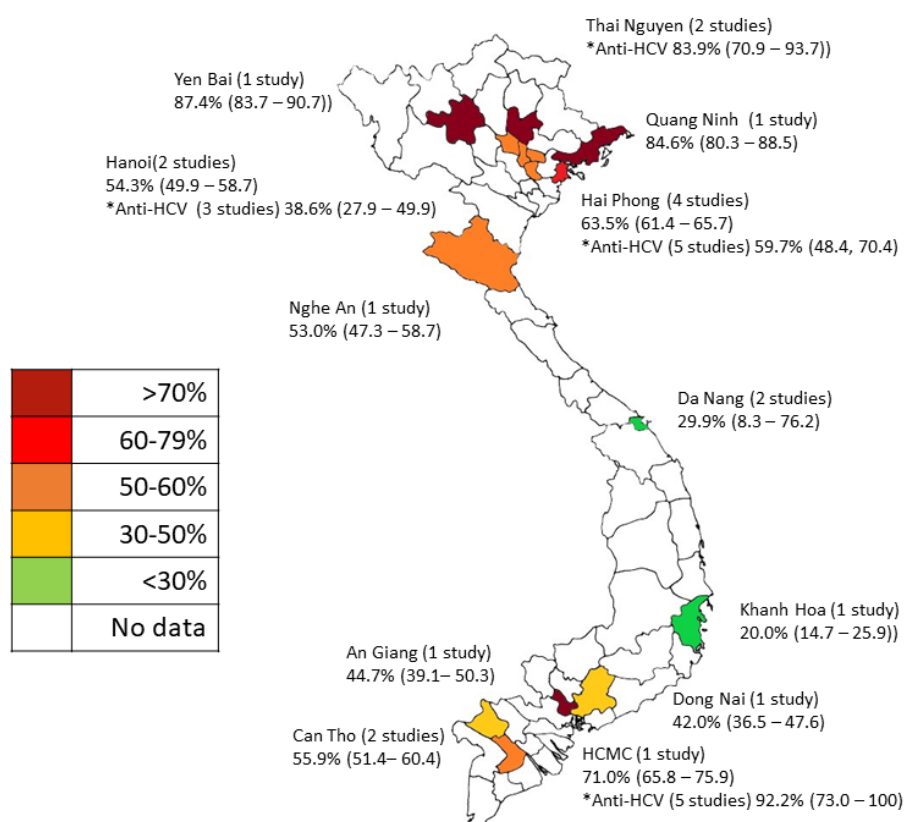 Thai Nguyen (2 studies)
*Anti-HCV 83.9% (70.9 – 93.7))
Yen Bai (1 study)
87.4% (83.7 – 90.7))
Quang Ninh (1 study)
84.6% (80.3 – 88.5)
Hanoi(2 studies)
54.3% (49.9 – 58.7)
*Anti-HCV (3 studies) 38.6% (27.9 – 49.9)
Hai Phong (4 studies)
63.5% (61.4 – 65.7)
*Anti-HCV (5 studies) 59.7% (48.4, 70.4)
Nghe An (1 study)
53.0% (47.3 – 58.7)
>70%
60-79%
50-60%
30-50%
<30%
No data
Da Nang (2 studies)
29.9% (8.3 – 76.2)
Khanh Hoa (1 study)
20.0% (14.7 – 25.9))
An Giang (1 study)
44.7% (39.1– 50.3)
Dong Nai (1 study)
42.0% (36.5 – 47.6)
Can Tho (2 studies)
55.9% (51.4– 60.4)
HCMC (1 study)
71.0% (65.8 – 75.9)
*Anti-HCV (5 studies) 92.2% (73.0 – 100)